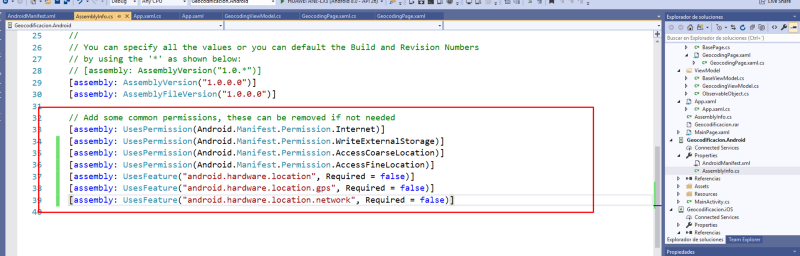 Debug
Any CPU
Geocodificacion.Android
HUAWEI ANE-LX3 (Android 8.0 - API 26)
Live Share
AndroidManifest.xml
AssemblyInfo.cs
App.xaml.cs
App.xaml
GeocodingViewModel.cs
GeocodingPage.xaml.cs
GeocodingPage.xaml
Geocodificacion.Android
25 //
26 // You can specify all the values or you can default the Build and Revision Numbers
27 // by using the '*' as shown below:
28 // [assembly: AssemblyVersion("1.0.*")]
29 [assembly: AssemblyVersion("1.0.0.0")]
30 [assembly: AssemblyFileVersion("1.0.0.0")]
31
32 // Add some common permissions, these can be removed if not needed
33 [assembly: UsesPermission(Android.Manifest.Permission.Internet)]
34 [assembly: UsesPermission(Android.Manifest.Permission.WriteExternalStorage)]
35 [assembly: UsesPermission(Android.Manifest.Permission.AccessCoarseLocation)]
36 [assembly: UsesPermission(Android.Manifest.Permission.AccessFineLocation)]
37 [assembly: UsesFeature("android.hardware.location", Required = false)]
38 [assembly: UsesFeature("android.hardware.location.gps", Required = false)]
39 [assembly: UsesFeature("android.hardware.location.network", Required = false)]
40
Explorador de soluciones
Buscar en Explorador de soluciones (Ctrl+´)
BasePage.cs
GeocodingPage.xaml
GeocodingPage.xaml.cs
ViewModel
BaseViewModel.cs
GeocodingViewModel.cs
ObservableObject.cs
App.xaml
App.xaml.cs
AssemblyInfo.cs
Geocodificacion.rar
MainPage.xaml
Geocodificacion.Android
Connected Services
Properties
AndroidManifest.xml
AssemblyInfo.cs
Referencias
Assets
Resources
MainActivity.cs
Geocodificacion.iOS
Connected Services
Properties
Referencias
Explorador de soluciones
Team Explorer
Propiedades